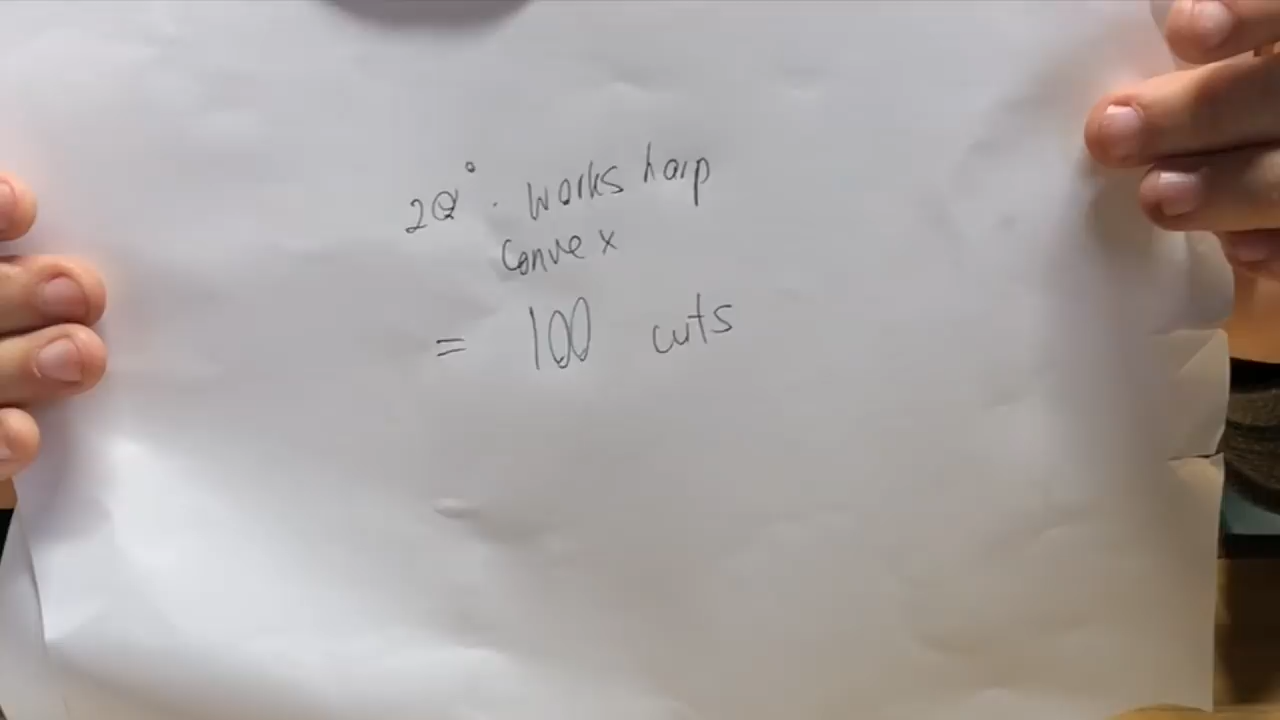 20° . Worksharp
Convex
= 100 cuts